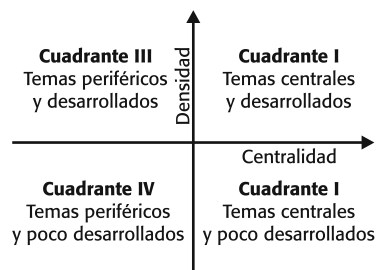 Cuadrante III
Temas periféricos
y desarrollados
Densidad
Cuadrante I
Temas centrales
y desarrollados
Centralidad
Cuadrante IV
Temas periféricos
y poco desarrollados
Cuadrante I
Temas centrales
y poco desarrollados